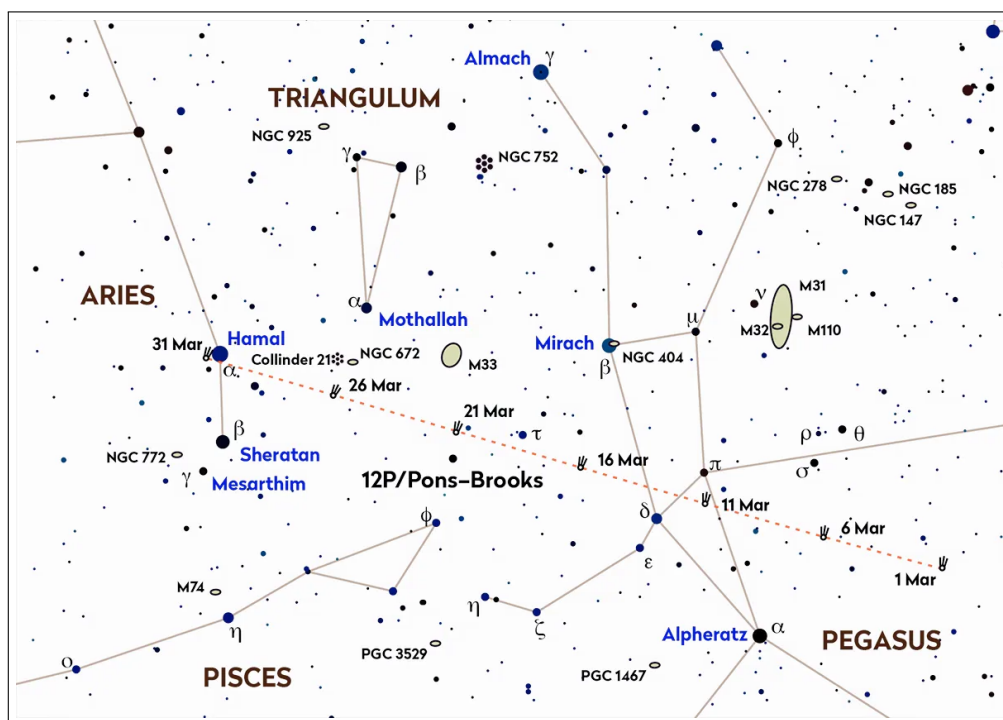 Almach γ
TRIANGULUM
NGC 925
γ
β
NGC 752
ϕ
NGC 278
NGC 185
NGC 147
ARIES
α
Mothallah
ν
M31
M32
M110
μ
31 Mar
Hamal
α
Collinder 21
NGC 672
M33
Mirach
β
NGC 404
26 Mar
21 Mar
τ
β
Sheratan
NGC 772
γ
Mesarthim
12P/Pons–Brooks
16 Mar
ρ
θ
σ
π
11 Mar
6 Mar
1 Mar
ϕ
δ
ε
M74
η
η
ζ
ο
PISCES
PGC 3529
PGC 1467
Alpheratz
α
PEGASUS